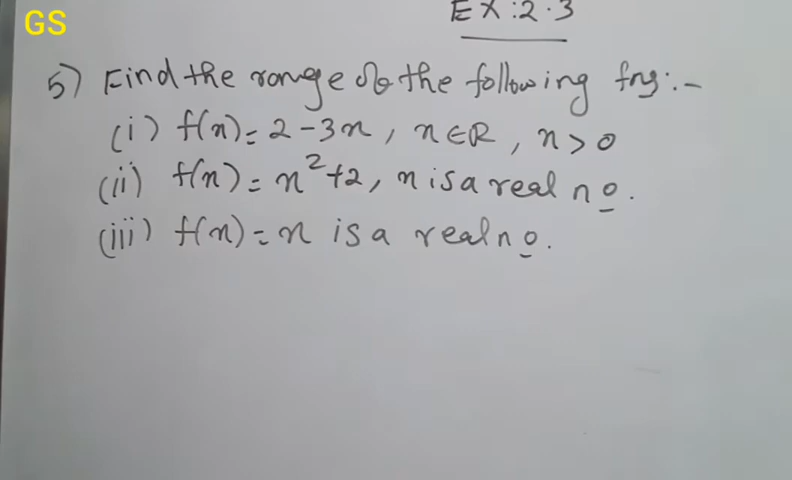 GS
EX:2.3
5) Find the range of the following fns:-
(i) f(x)= 2-3x, x∈R, x>0
(ii) f(x)= x²+2, x is a real no.
(iii) f(x)=x is a real no.